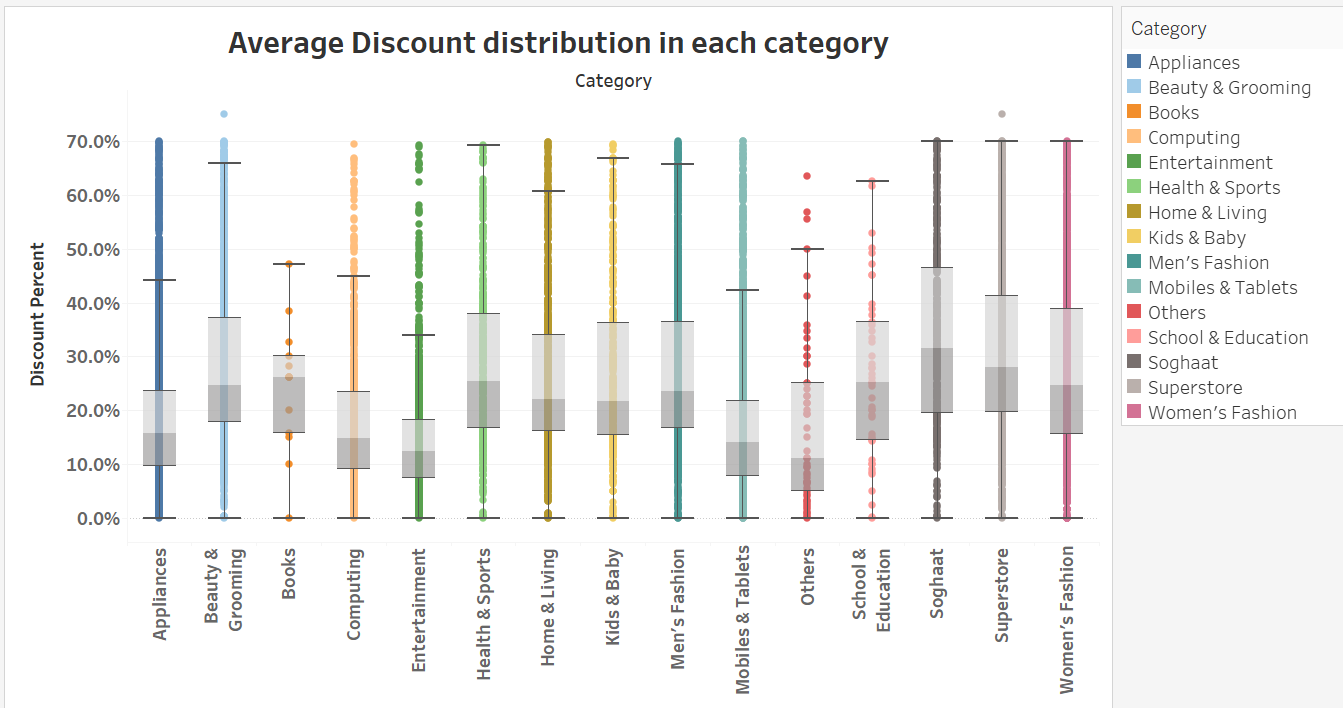 Average Discount distribution in each category
Category
Discount Percent
70.0%
60.0%
50.0%
40.0%
30.0%
20.0%
10.0%
0.0%
Appliances
Beauty &
Grooming
Books
Computing
Entertainment
Health & Sports
Home & Living
Kids & Baby
Men's Fashion
Mobiles & Tablets
Others
School &
Education
Soghaat
Superstore
Women's Fashion
Category
Appliances
Beauty & Grooming
Books
Computing
Entertainment
Health & Sports
Home & Living
Kids & Baby
Men's Fashion
Mobiles & Tablets
Others
School & Education
Soghaat
Superstore
Women's Fashion